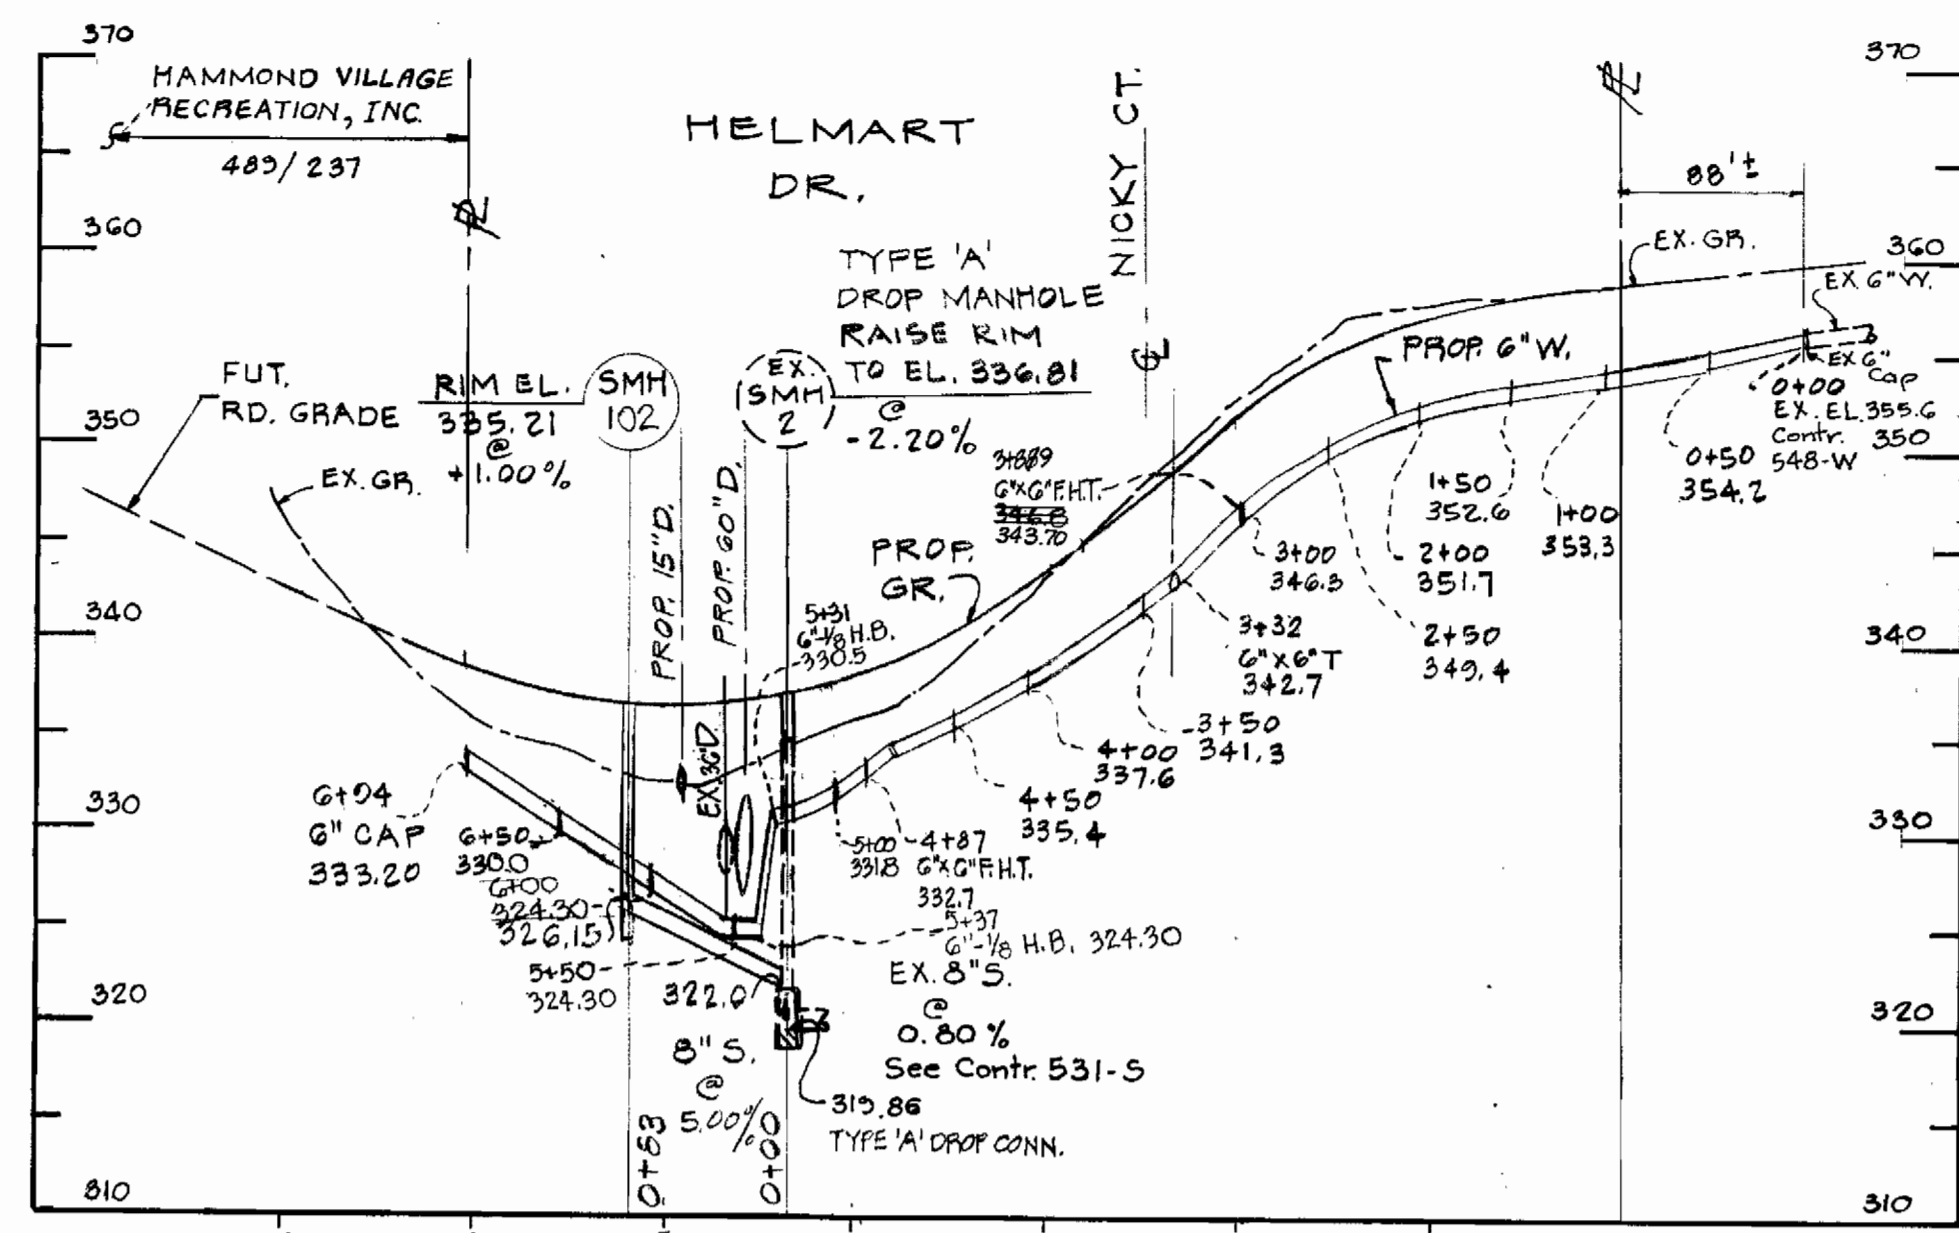 370
370
HAMMOND VILLAGE
RECREATION, INC.
489/237
HELMART
DR.
NICKY CT.
88'±
360
360
EX. GR.
EX 6" W.
TYPE 'A'
DROP MANHOLE
RAISE RIM
TO EL. 336.81
@
-2.20%
FUT.
RD. GRADE
RIM EL.
335.21
@
+1.00%
SMH
102
EX.
SMH
2
PROP. 6" W.
EX 6"
Cap
0+00
EX. EL. 355.6
Contr.
548-W
350
350
EX. GR.
PROP. 15" D.
PROP. 60" D.
EX. 36" D.
6"x6" F.H.T.
346.8
343.70
0+50
354.2
1+00
353.3
1+50
352.6
2+00
351.7
2+50
349.4
3+00
346.3
3+32
6"x6" T
342.7
3+50
341.3
4+00
337.6
4+50
335.4
PROP.
GR.
340
340
5+31
6"-1/8 H.B.
330.5
330
330
6+94
6" CAP
333.20
6+50
330.0
6+00
324.30
326.15
5+50
324.30
322.0
5+00
331.8
4+87
6"x6" F.H.T.
332.7
5+37
6"-1/8 H.B. 324.30
EX. 8" S.
@
0.80%
See Contr. 531-S
320
320
8" S.
@
5.00%
319.86
TYPE 'A' DROP CONN.
0+83
0+00
310
310